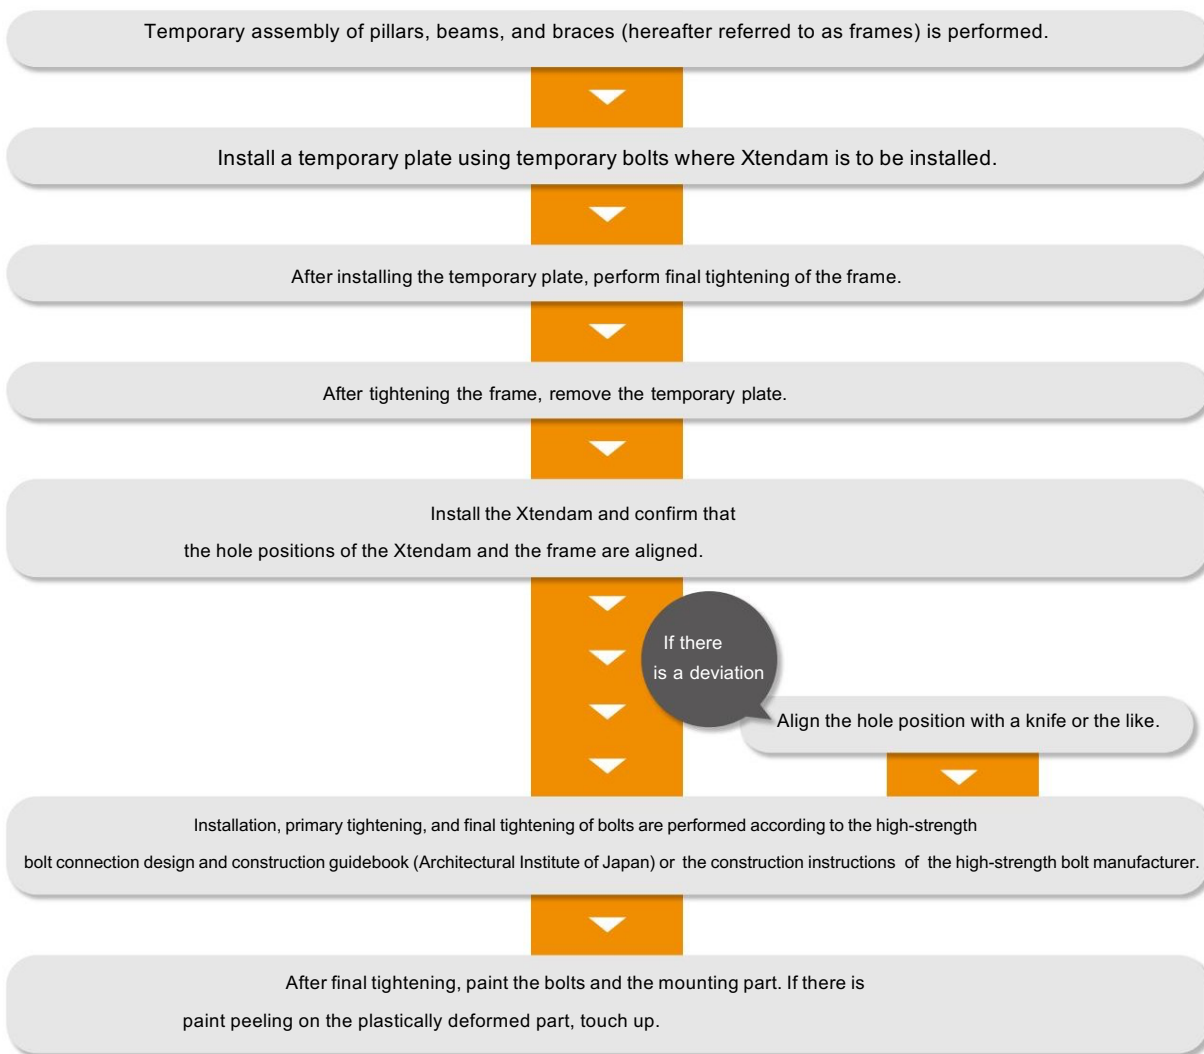 Temporary assembly of pillars, beams, and braces (hereafter referred to as frames) is performed.
Install a temporary plate using temporary bolts where Xtendam is to be installed.
After installing the temporary plate, perform final tightening of the frame.
After tightening the frame, remove the temporary plate.
Install the Xtendam and confirm that
the hole positions of the Xtendam and the frame are aligned.
If there
is a deviation
Align the hole position with a knife or the like.
Installation, primary tightening, and final tightening of bolts are performed according to the high-strength
bolt connection design and construction guidebook (Architectural Institute of Japan) or the construction instructions of the high-strength bolt manufacturer.
After final tightening, paint the bolts and the mounting part. If there is
paint peeling on the plastically deformed part, touch up.